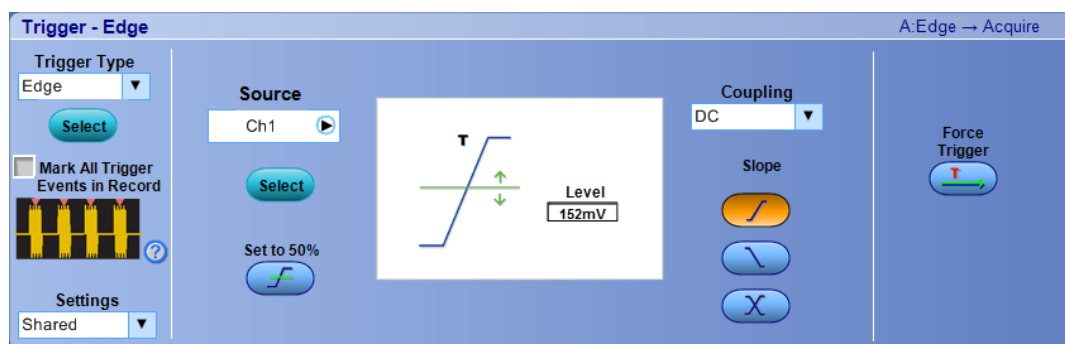 Trigger - Edge
A:Edge → Acquire
Trigger Type
Edge
Select
Mark All Trigger
Events in Record
?
Settings
Shared
Source
Ch1
Select
Set to 50%
T
Level
152mV
Coupling
DC
Slope
Force
Trigger
T